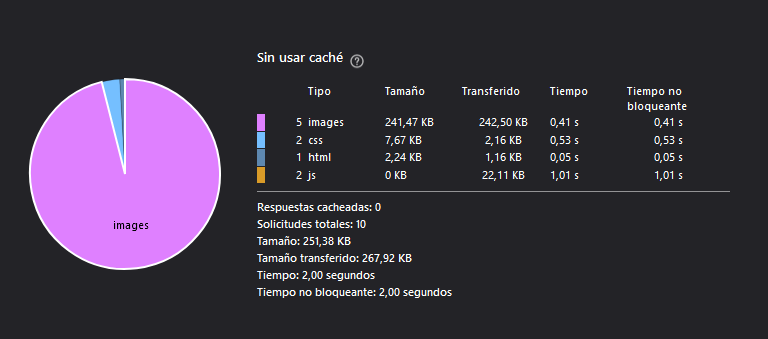 Sin usar caché ?
Tipo Tamaño Transferido Tiempo Tiempo no bloqueante
5 images 241,47 KB 242,50 KB 0,41 s 0,41 s
2 css 7,67 KB 2,16 KB 0,53 s 0,53 s
1 html 2,24 KB 1,16 KB 0,05 s 0,05 s
2 js 0 KB 22,11 KB 1,01 s 1,01 s
images
Respuestas cacheadas: 0
Solicitudes totales: 10
Tamaño: 251,38 KB
Tamaño transferido: 267,92 KB
Tiempo: 2,00 segundos
Tiempo no bloqueante: 2,00 segundos